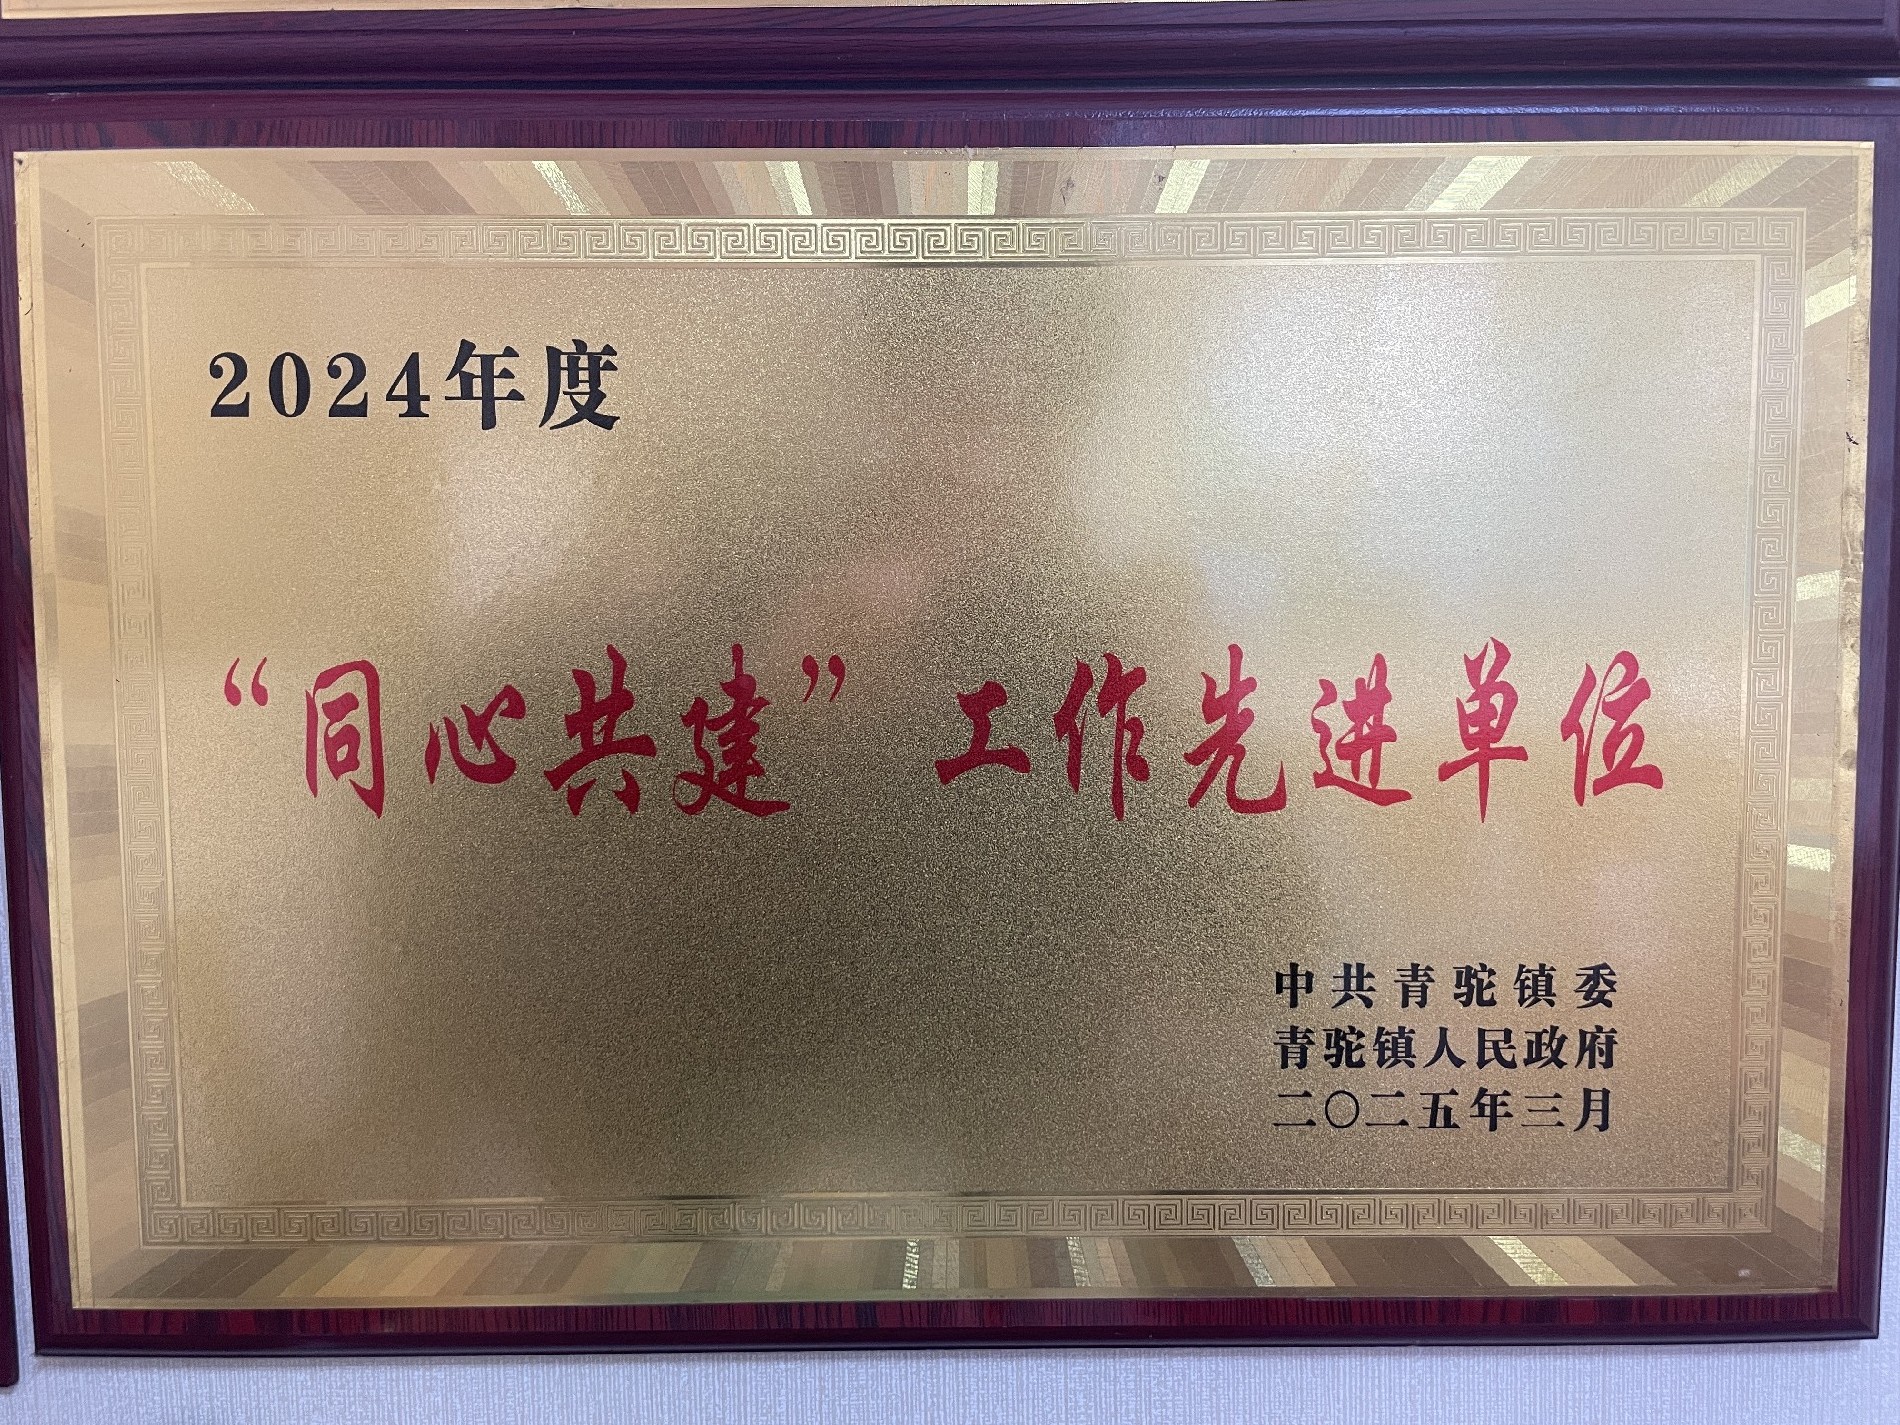 2024年度
“同心共建”工作先进单位
中共青驼镇委
青驼镇人民政府
二〇二五年三月